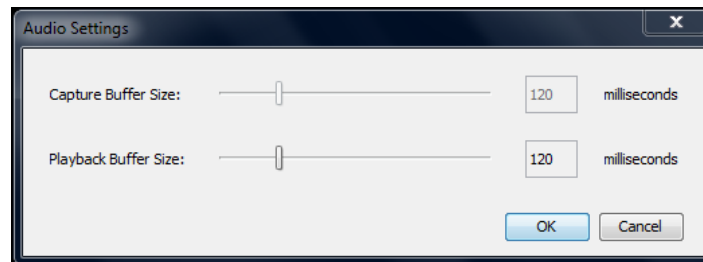 Audio Settings
x
Capture Buffer Size: 120 milliseconds
Playback Buffer Size: 120 milliseconds
OK Cancel